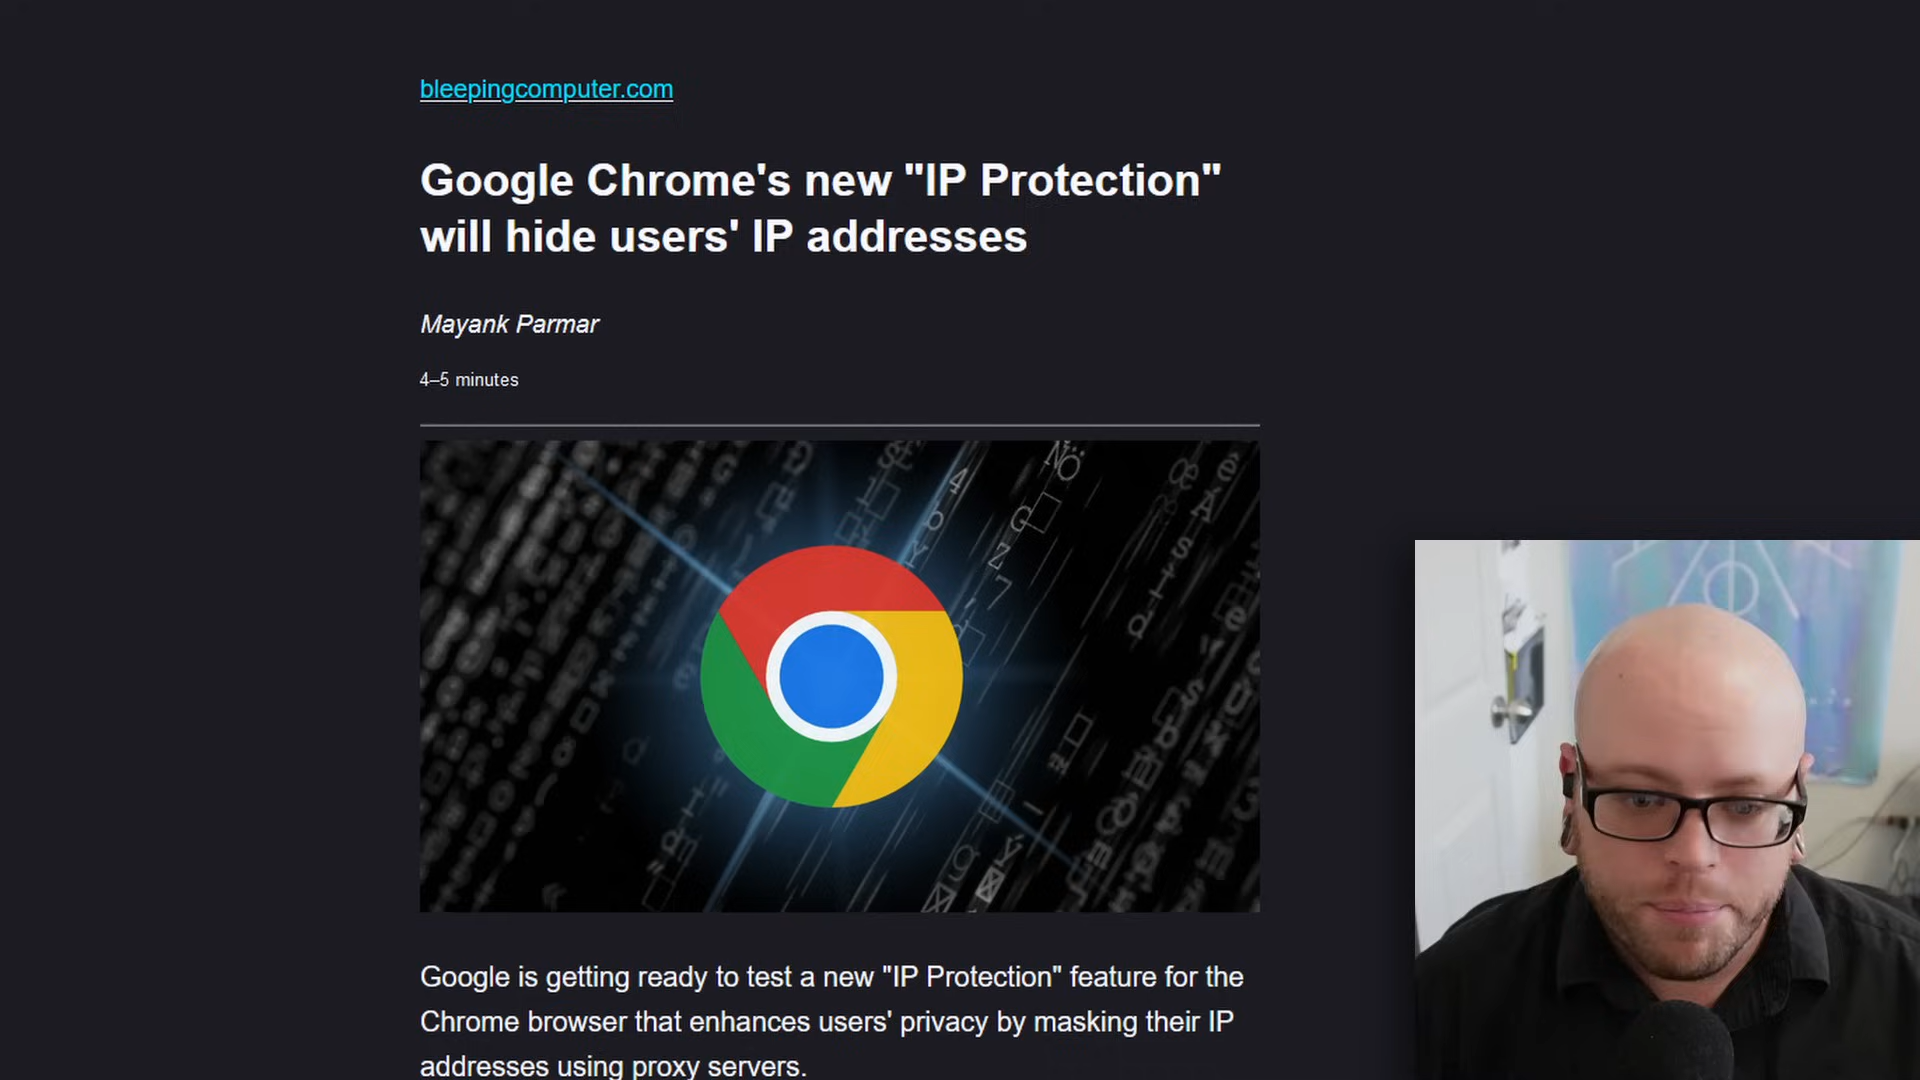 bleepingcomputer.com
Google Chrome's new "IP Protection"
will hide users' IP addresses
Mayank Parmar
4–5 minutes
Google is getting ready to test a new "IP Protection" feature for the
Chrome browser that enhances users' privacy by masking their IP
addresses using proxy servers.